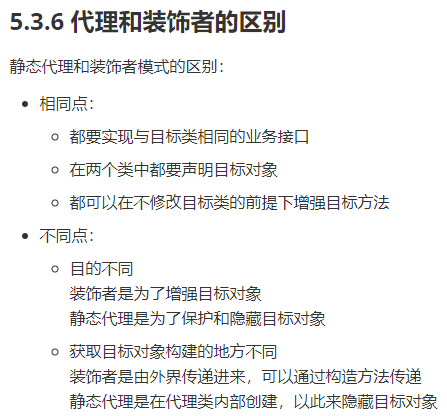 5.3.6 代理和装饰者的区别
静态代理和装饰者模式的区别：
相同点：
都要实现与目标类相同的业务接口
在两个类中都要声明目标对象
都可以在不修改目标类的前提下增强目标方法
不同点：
目的不同
装饰者是为了增强目标对象
静态代理是为了保护和隐藏目标对象
获取目标对象构建的地方不同
装饰者是由外界传递进来，可以通过构造方法传递
静态代理是在代理类内部创建，以此来隐藏目标对象